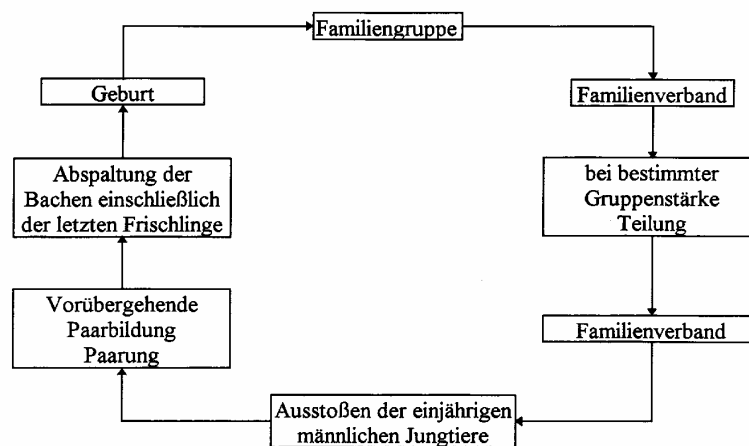 Familiengruppe
Familienverband
bei bestimmter
Gruppenstärke
Teilung
Familienverband
Ausstoßen der einjährigen
männlichen Jungtiere
Vorübergehende
Paarbildung
Paarung
Abspaltung der
Bachen einschließlich
der letzten Frischlinge
Geburt